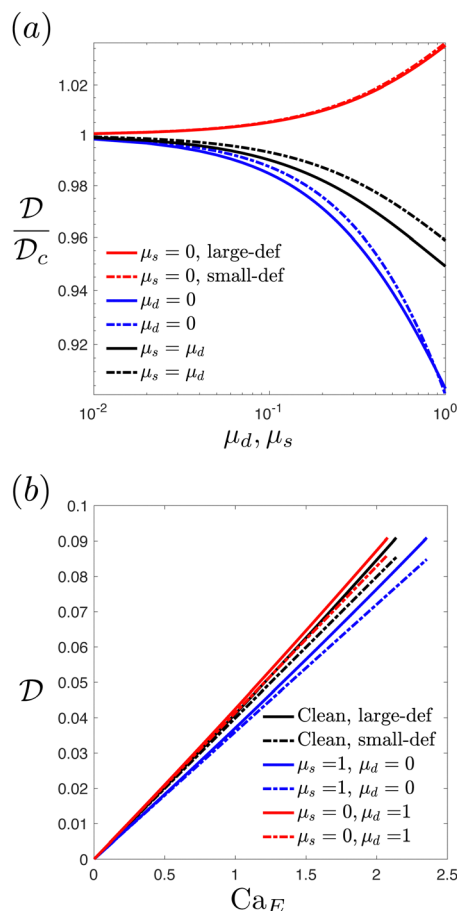 (a)
1.02
1
0.98
0.96
0.94
0.92
𝒟
𝒟_c
μ_s = 0, large-def
μ_s = 0, small-def
μ_d = 0
μ_d = 0
μ_s = μ_d
μ_s = μ_d
10^-2 10^-1 10^0
μ_d, μ_s
(b)
0.1
0.09
0.08
0.07
0.06
0.05
0.04
0.03
0.02
0.01
0
𝒟
Clean, large-def
Clean, small-def
μ_s =1, μ_d = 0
μ_s =1, μ_d = 0
μ_s = 0, μ_d =1
μ_s = 0, μ_d =1
0 0.5 1 1.5 2 2.5
Ca_E